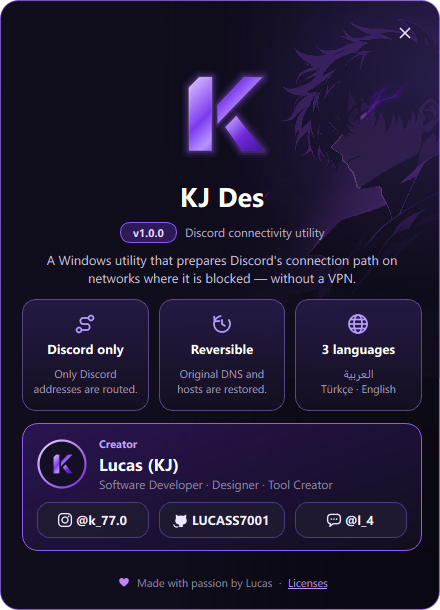 K
KJ Des
v1.0.0 Discord connectivity utility
A Windows utility that prepares Discord's connection path on
networks where it is blocked — without a VPN.
Discord only
Only Discord
addresses are routed.
Reversible
Original DNS and
hosts are restored.
3 languages
العربية
Türkçe · English
Creator
K
Lucas (KJ)
Software Developer · Designer · Tool Creator
@k_77.0
LUCASS7001
@l_4
Made with passion by Lucas · Licenses